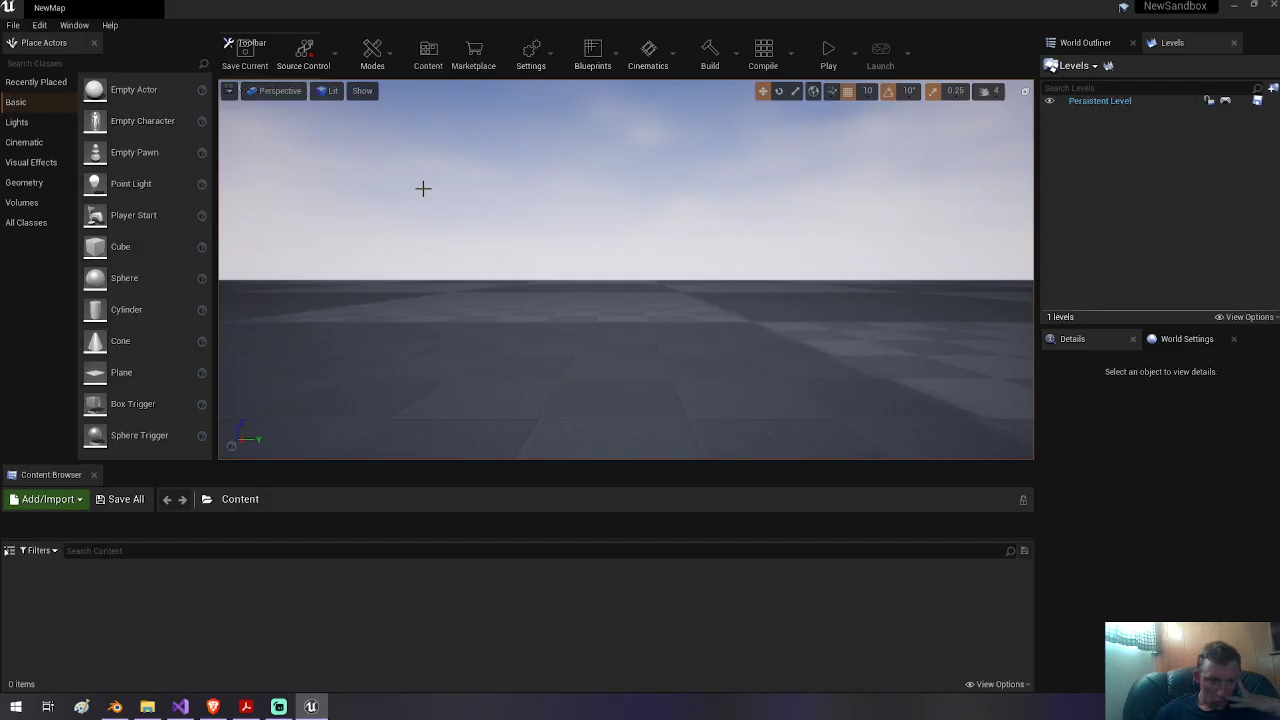 NewMap
NewSandbox
File Edit Window Help
Place Actors
Toolbar
World Outliner
Levels
Search Classes
Save Current
Source Control
Modes
Content
Marketplace
Settings
Blueprints
Cinematics
Build
Compile
Play
Launch
Levels
Recently Placed
Basic
Lights
Cinematic
Visual Effects
Geometry
Volumes
All Classes
Empty Actor
Empty Character
Empty Pawn
Point Light
Player Start
Cube
Sphere
Cylinder
Cone
Plane
Box Trigger
Sphere Trigger
Perspective
Lit
Show
10
10°
0.25
4
Z
Y
Search Levels
Persistent Level
1 levels
View Options
Details
World Settings
Select an object to view details.
Content Browser
Add/Import
Save All
Content
Filters
Search Content
0 items
View Options